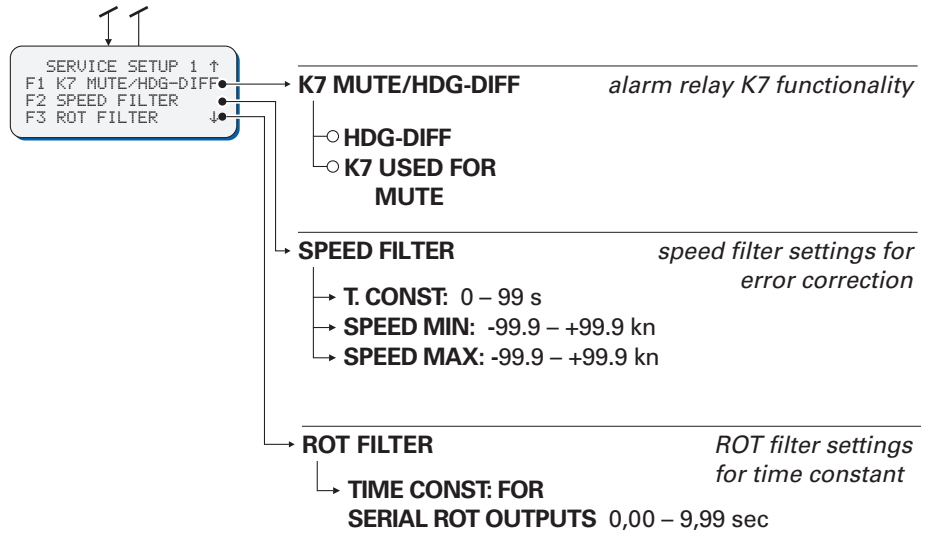 SERVICE SETUP 1 ↑
F1 K7 MUTE/HDG-DIFF
F2 SPEED FILTER
F3 ROT FILTER ↓
K7 MUTE/HDG-DIFF alarm relay K7 functionality
HDG-DIFF
K7 USED FOR
MUTE
SPEED FILTER speed filter settings for
error correction
T. CONST: 0 – 99 s
SPEED MIN: -99.9 – +99.9 kn
SPEED MAX: -99.9 – +99.9 kn
ROT FILTER ROT filter settings
for time constant
TIME CONST: FOR
SERIAL ROT OUTPUTS 0,00 – 9,99 sec